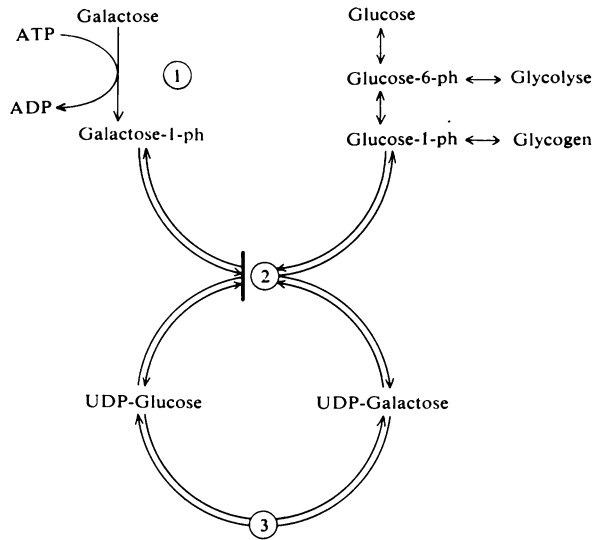 Galactose
ATP
1
ADP
Galactose-1-ph
Glucose
Glucose-6-ph Glycolyse
Glucose-1-ph Glycogen
2
UDP-Glucose UDP-Galactose
3